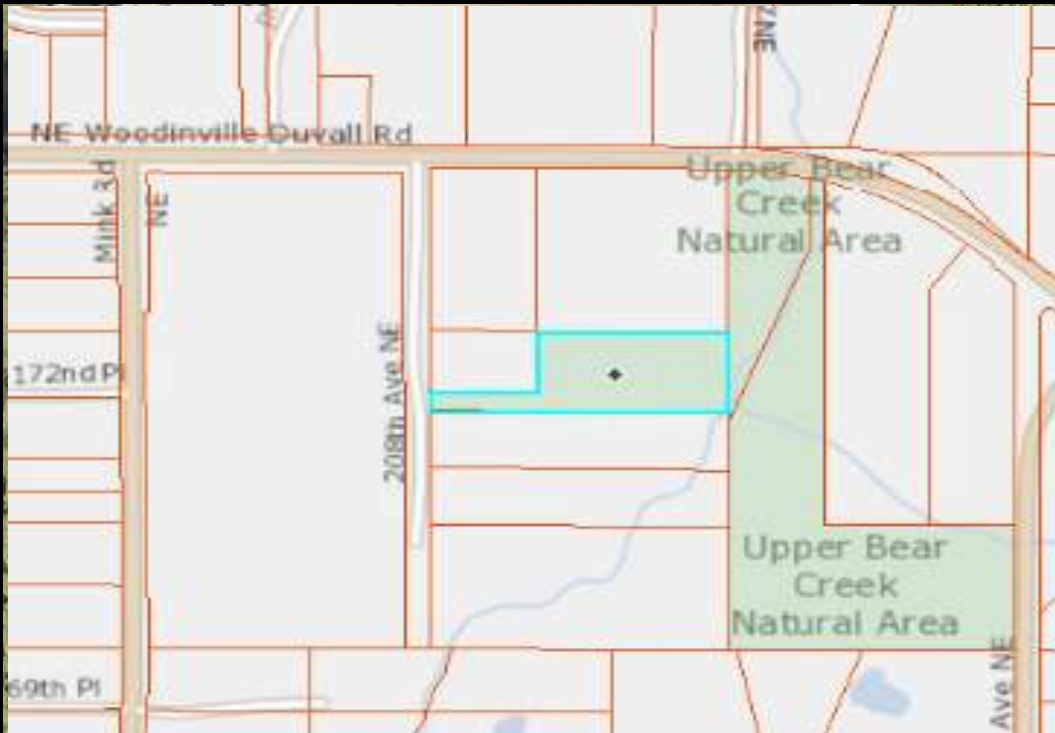 NE Woodinville Duvall Rd
Mink Rd
NE
Upper Bear
Creek
Natural Area
208th Ave NE
172nd Pl
Upper Bear
Creek
Natural Area
69th Pl
Ave NE